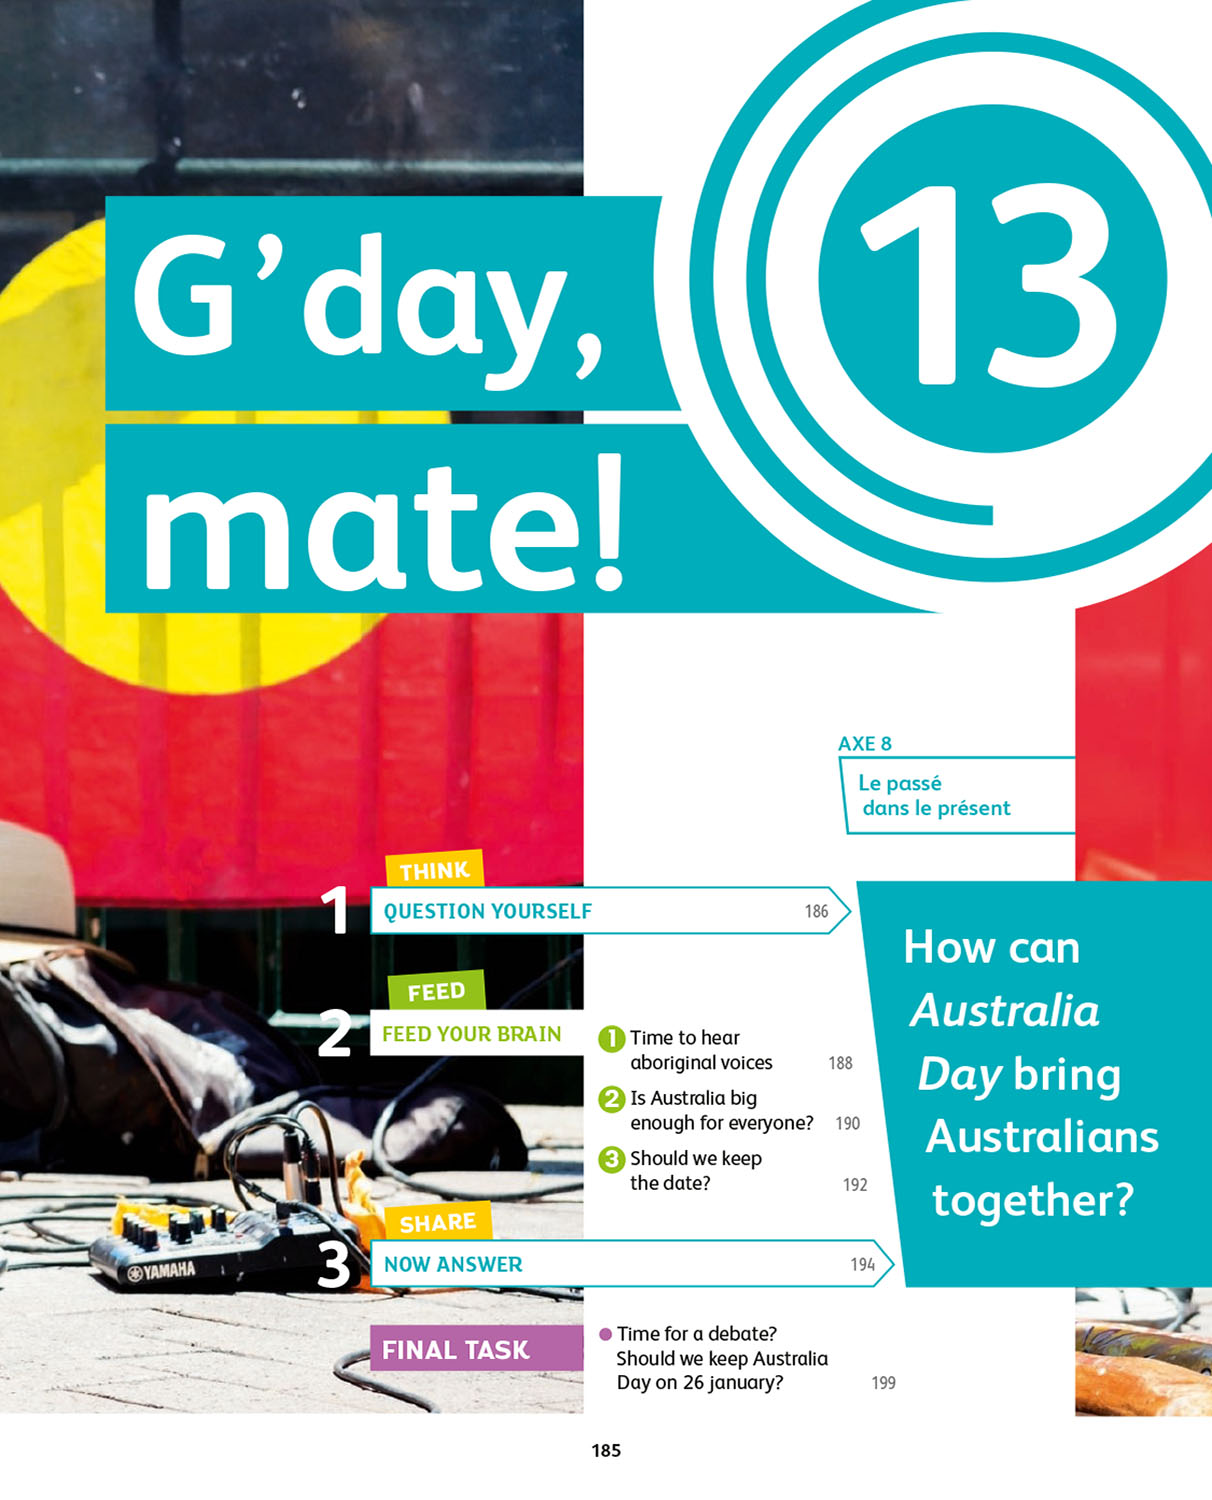 13
G'day,
mate!
AXE 8
Le passé
dans le présent
How can
Australia
Day bring
Australians
together?
THINK
1 QUESTION YOURSELF 186
FEED
2 FEED YOUR BRAIN
1 Time to hear
aboriginal voices 188
2 Is Australia big
enough for everyone? 190
3 Should we keep
the date? 192
SHARE
3 NOW ANSWER 194
YAMAHA
FINAL TASK
Time for a debate?
Should we keep Australia
Day on 26 january? 199
185